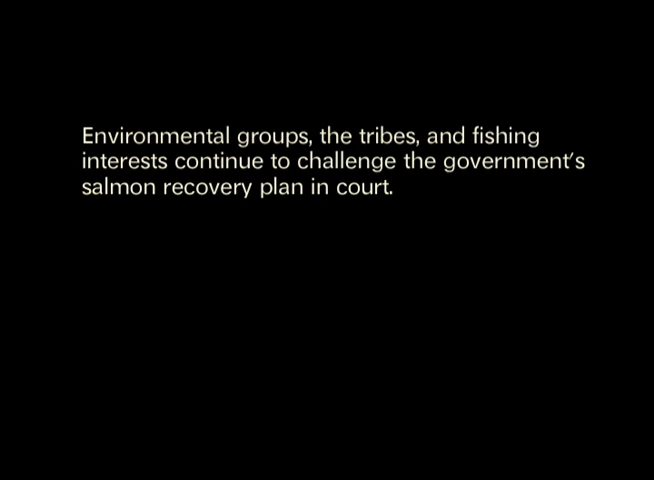 Environmental groups, the tribes, and fishing
interests continue to challenge the government's
salmon recovery plan in court.